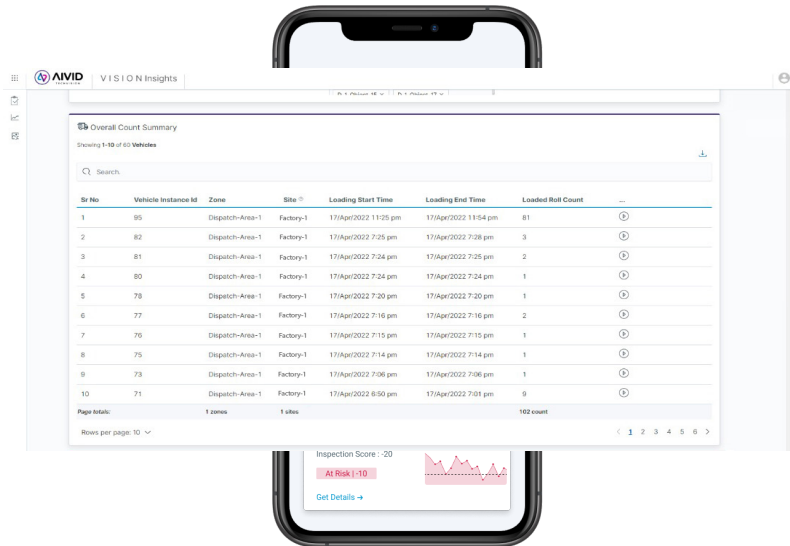 AIVID VISION Insights
Overall Count Summary
Showing 1-10 of 60 Vehicles
Search.
Sr No Vehicle Instance Id Zone Site Loading Start Time Loading End Time Loaded Roll Count ...
1 95 Dispatch-Area-1 Factory-1 17/Apr/2022 11:25 pm 17/Apr/2022 11:54 pm 81
2 82 Dispatch-Area-1 Factory-1 17/Apr/2022 7:25 pm 17/Apr/2022 7:28 pm 3
3 81 Dispatch-Area-1 Factory-1 17/Apr/2022 7:24 pm 17/Apr/2022 7:25 pm 2
4 80 Dispatch-Area-1 Factory-1 17/Apr/2022 7:24 pm 17/Apr/2022 7:24 pm 1
5 78 Dispatch-Area-1 Factory-1 17/Apr/2022 7:20 pm 17/Apr/2022 7:20 pm 1
6 77 Dispatch-Area-1 Factory-1 17/Apr/2022 7:16 pm 17/Apr/2022 7:16 pm 2
7 76 Dispatch-Area-1 Factory-1 17/Apr/2022 7:15 pm 17/Apr/2022 7:15 pm 1
8 75 Dispatch-Area-1 Factory-1 17/Apr/2022 7:14 pm 17/Apr/2022 7:14 pm 1
9 73 Dispatch-Area-1 Factory-1 17/Apr/2022 7:06 pm 17/Apr/2022 7:06 pm 1
10 71 Dispatch-Area-1 Factory-1 17/Apr/2022 6:50 pm 17/Apr/2022 7:01 pm 9
Page totals: 1 zones 1 sites 102 count
Rows per page: 10 1 2 3 4 5 6
Inspection Score : -20
At Risk | -10
Get Details →